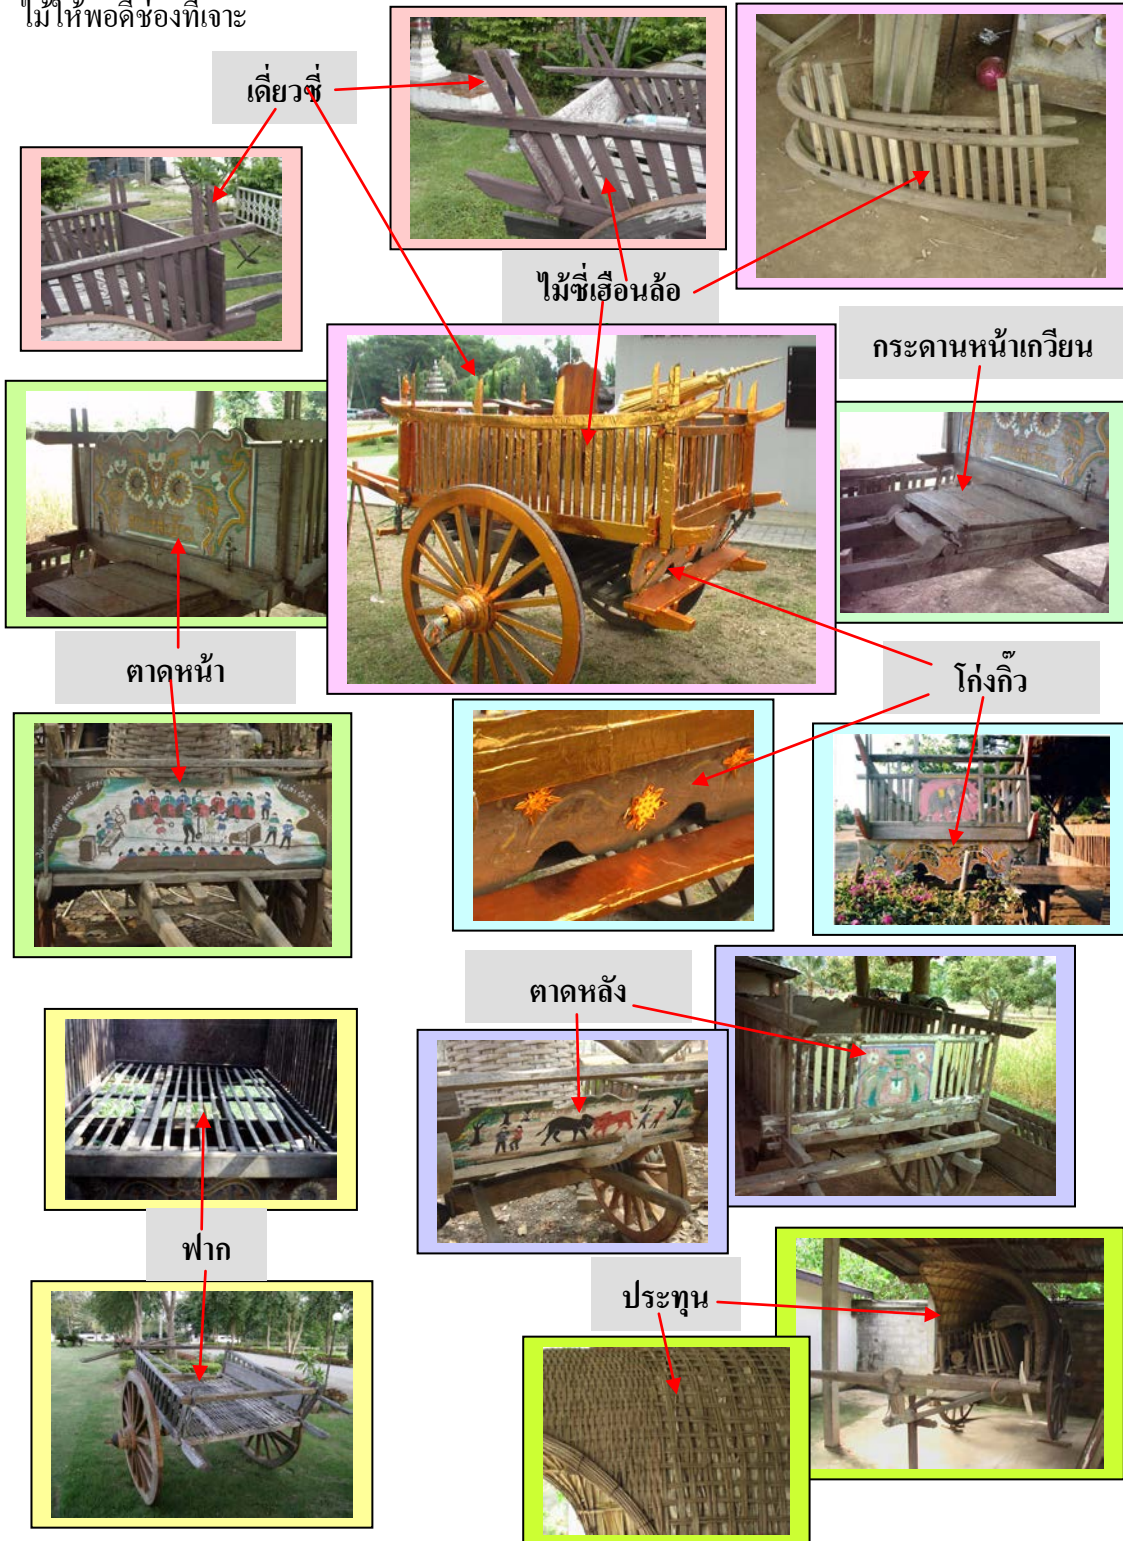 ไม้ให้พอดีช่องที่เจาะ
เดี่ยวซี่
ไม้ซี่เฮือนล้อ
กระดานหน้าเกวียน
ตาดหน้า
โก่งกิ๊ว
ตาดหลัง
ฟาก
ประทุน